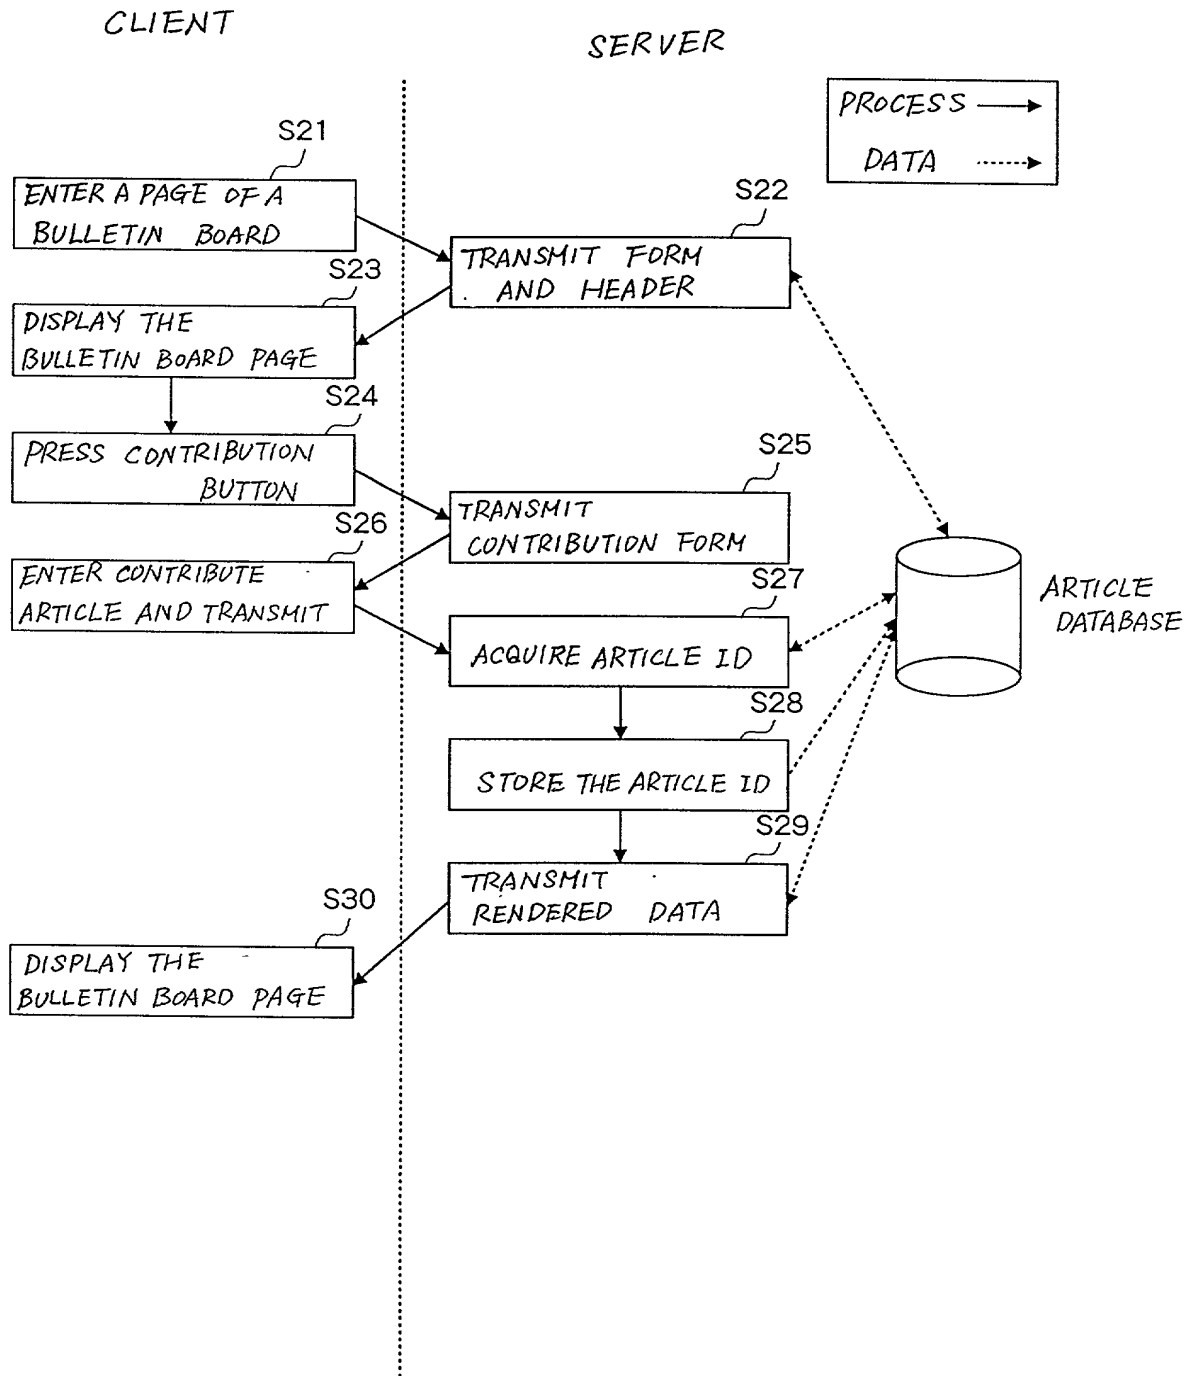 CLIENT
SERVER
PROCESS
DATA
S21
ENTER A PAGE OF A
BULLETIN BOARD
S22
TRANSMIT FORM
AND HEADER
S23
DISPLAY THE
BULLETIN BOARD PAGE
S24
PRESS CONTRIBUTION
BUTTON
S25
TRANSMIT
CONTRIBUTION FORM
S26
ENTER CONTRIBUTE
ARTICLE AND TRANSMIT
S27
ACQUIRE ARTICLE ID
ARTICLE
DATABASE
S28
STORE THE ARTICLE ID
S29
TRANSMIT
RENDERED DATA
S30
DISPLAY THE
BULLETIN BOARD PAGE